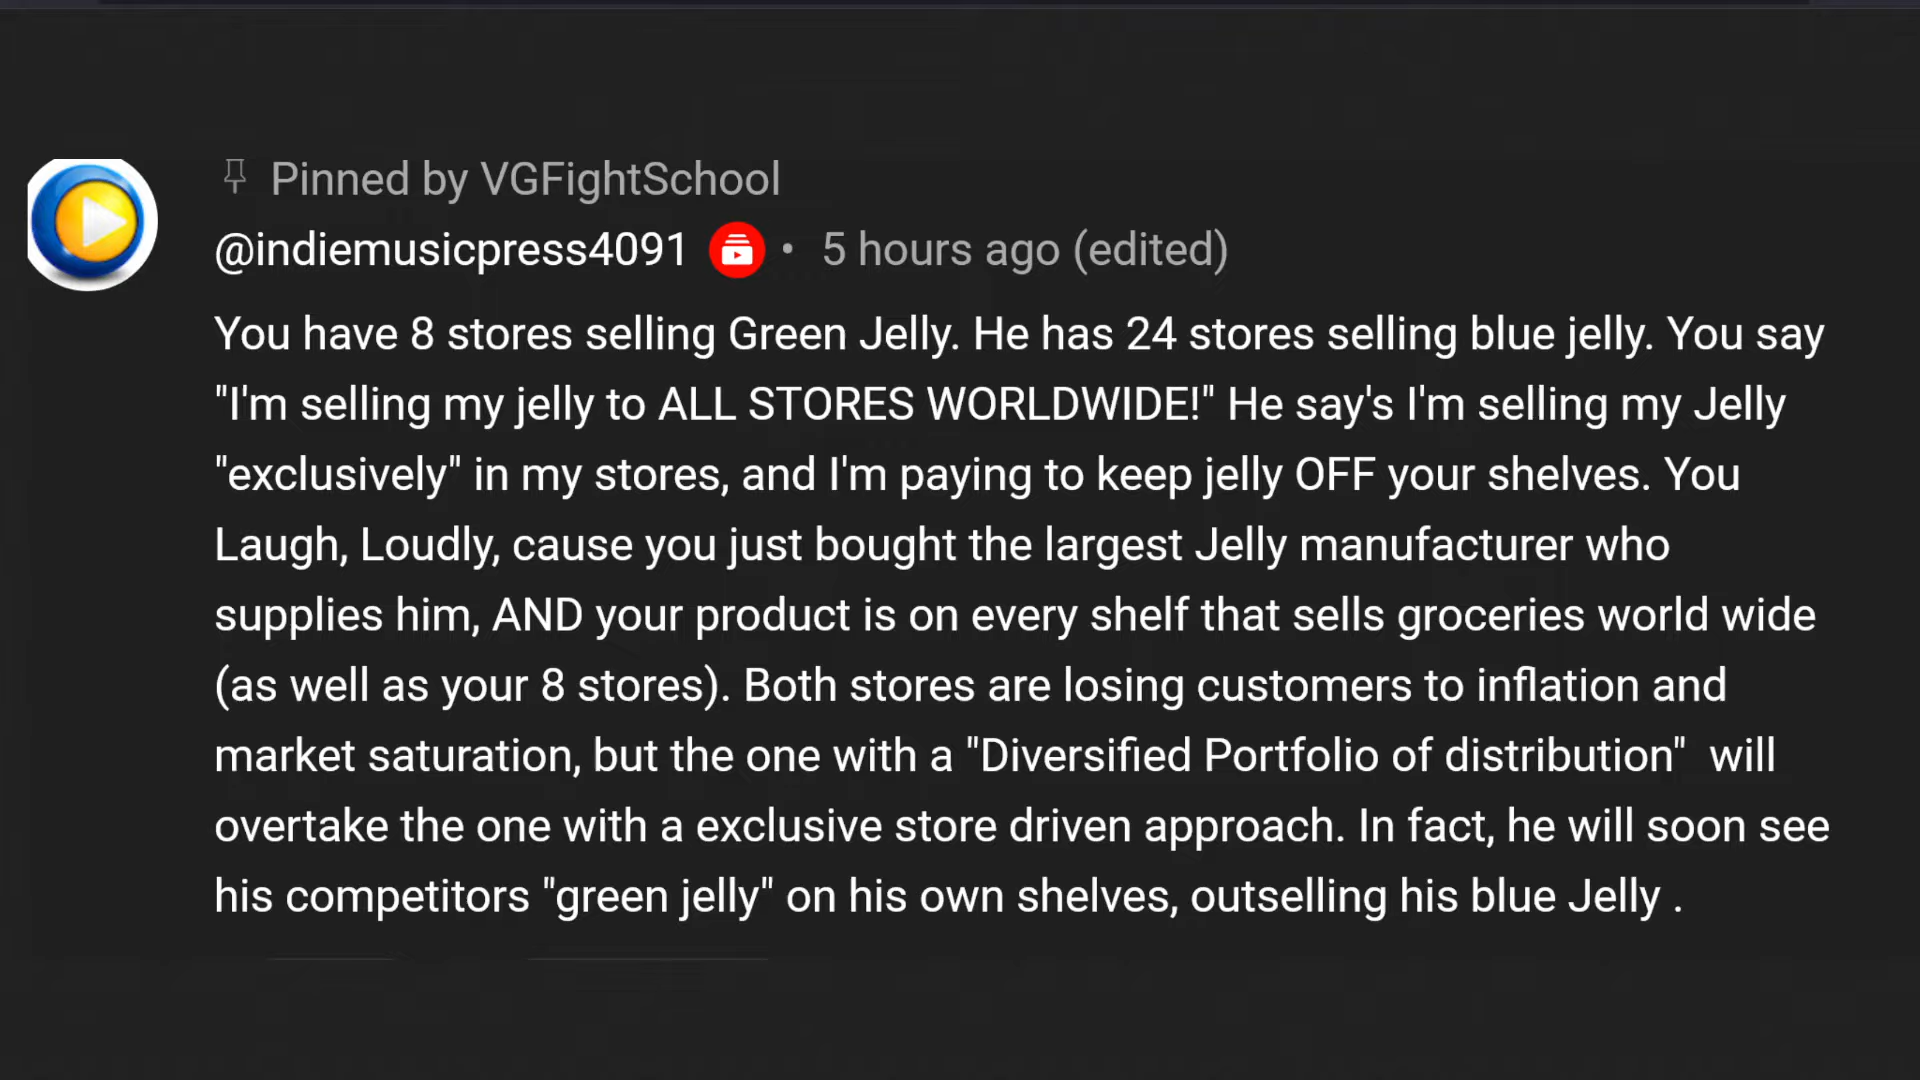 Pinned by VGFightSchool
@indiemusicpress4091 • 5 hours ago (edited)
You have 8 stores selling Green Jelly. He has 24 stores selling blue jelly. You say
"I'm selling my jelly to ALL STORES WORLDWIDE!" He say's I'm selling my Jelly
"exclusively" in my stores, and I'm paying to keep jelly OFF your shelves. You
Laugh, Loudly, cause you just bought the largest Jelly manufacturer who
supplies him, AND your product is on every shelf that sells groceries world wide
(as well as your 8 stores). Both stores are losing customers to inflation and
market saturation, but the one with a "Diversified Portfolio of distribution"  will
overtake the one with a exclusive store driven approach. In fact, he will soon see
his competitors "green jelly" on his own shelves, outselling his blue Jelly .